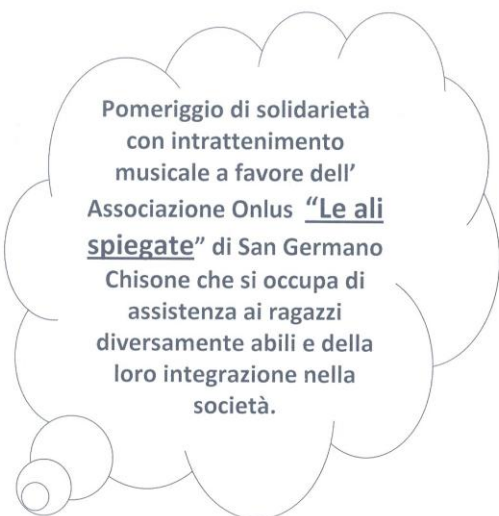 Pomeriggio di solidarietà
con intrattenimento
musicale a favore dell’
Associazione Onlus “Le ali
spiegate” di San Germano
Chisone che si occupa di
assistenza ai ragazzi
diversamente abili e della
loro integrazione nella
società.